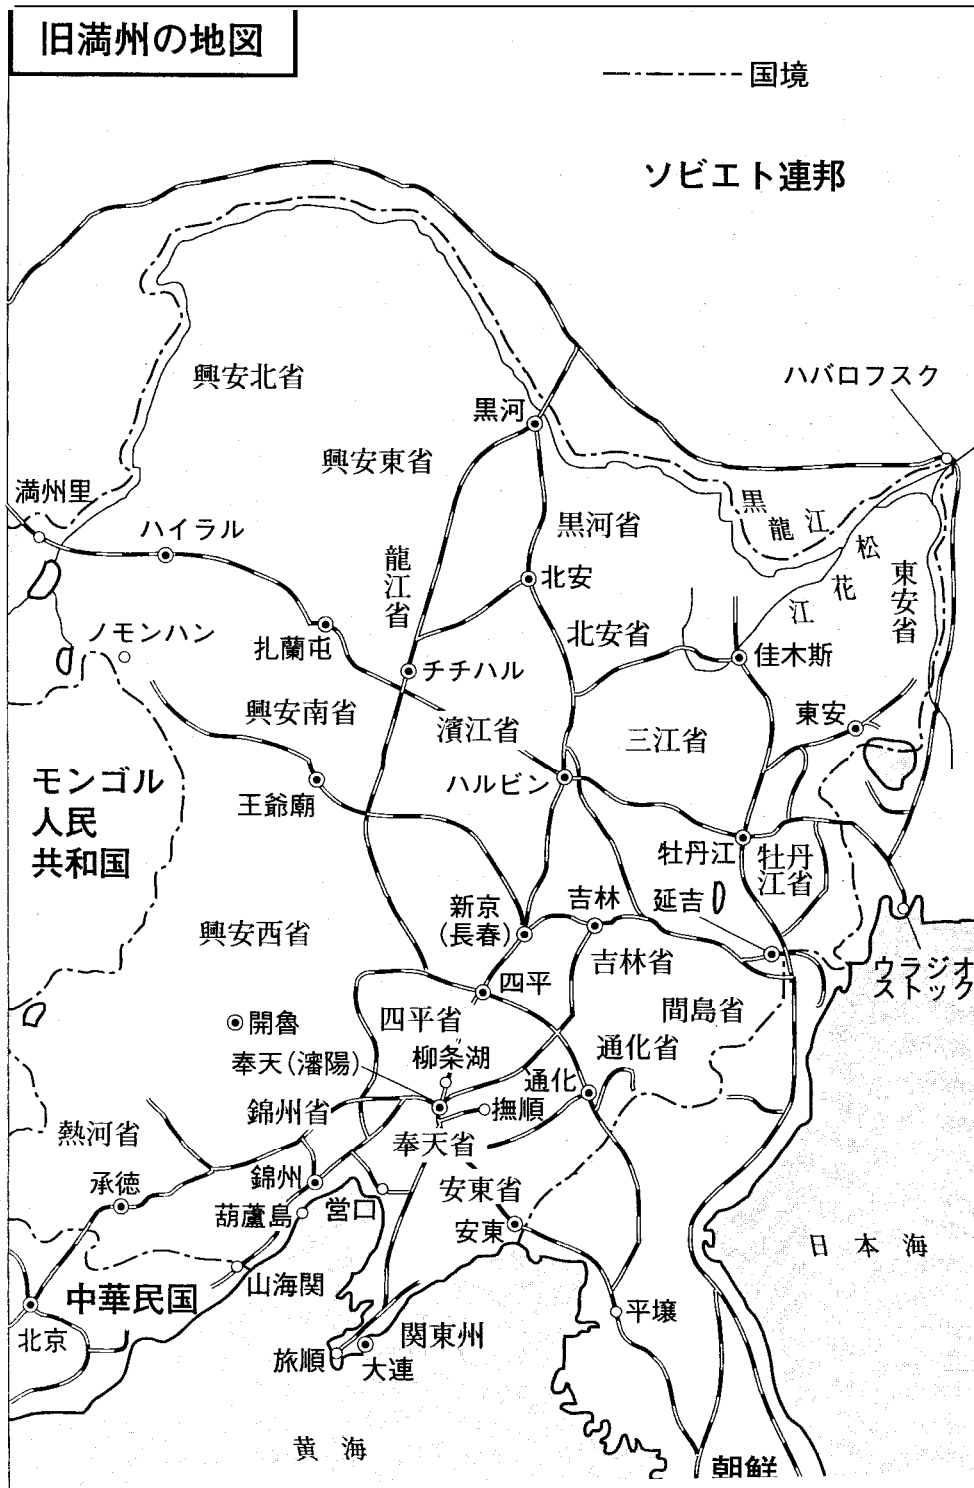 旧満州の地図
国境
ソビエト連邦
ハバロフスク
興安北省
黒河
興安東省
満州里
ハイラル
龍江省
黒河省
黒龍江
松花江
東安省
北安
北安省
ノモンハン
扎蘭屯
チチハル
佳木斯
興安南省
濱江省
三江省
東安
モンゴル
人民
共和国
王爺廟
ハルビン
牡丹江
牡丹
江省
新京
(長春)
吉林
延吉
興安西省
吉林省
ウラジオ
ストック
四平
間島省
開魯
四平省
通化省
奉天(瀋陽)
柳条湖
通化
錦州省
撫順
熱河省
奉天省
承徳
錦州
安東省
葫蘆島
営口
安東
日本海
山海関
中華民国
北京
平壌
関東州
旅順
大連
黄海
朝鮮